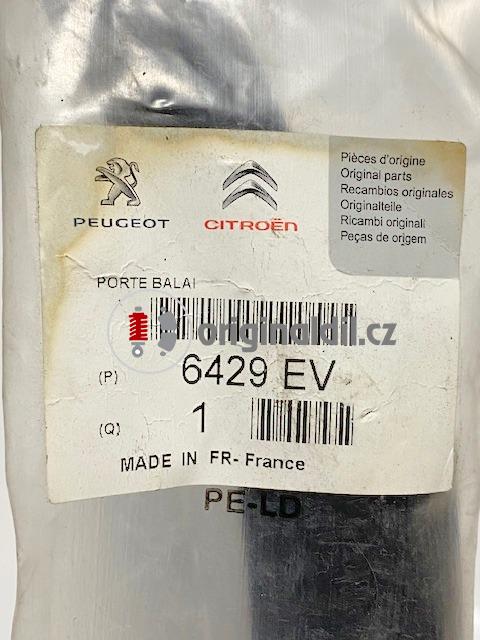 PEUGEOT
CITROËN
Pièces d'origine
Original parts
Recambios originales
Originalteile
Ricambi originali
Peças de origem
PORTE BALAI
originaldil.cz
(P) 6429 EV
(Q) 1
MADE IN FR-France
PE-LD